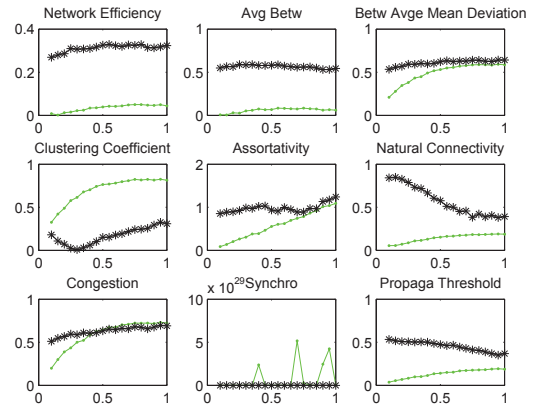 Network Efficiency
0.4
0.2
0
0 0.5 1
Avg Betw
1
0.5
0
0 0.5 1
Betw Avge Mean Deviation
1
0.5
0
0 0.5 1
Clustering Coefficient
1
0.5
0
0 0.5 1
Assortativity
2
1
0
0 0.5 1
Natural Connectivity
1
0.5
0
0 0.5 1
Congestion
1
0.5
0
0 0.5 1
x 10^29 Synchro
10
5
0
0 0.5 1
Propaga Threshold
1
0.5
0
0 0.5 1